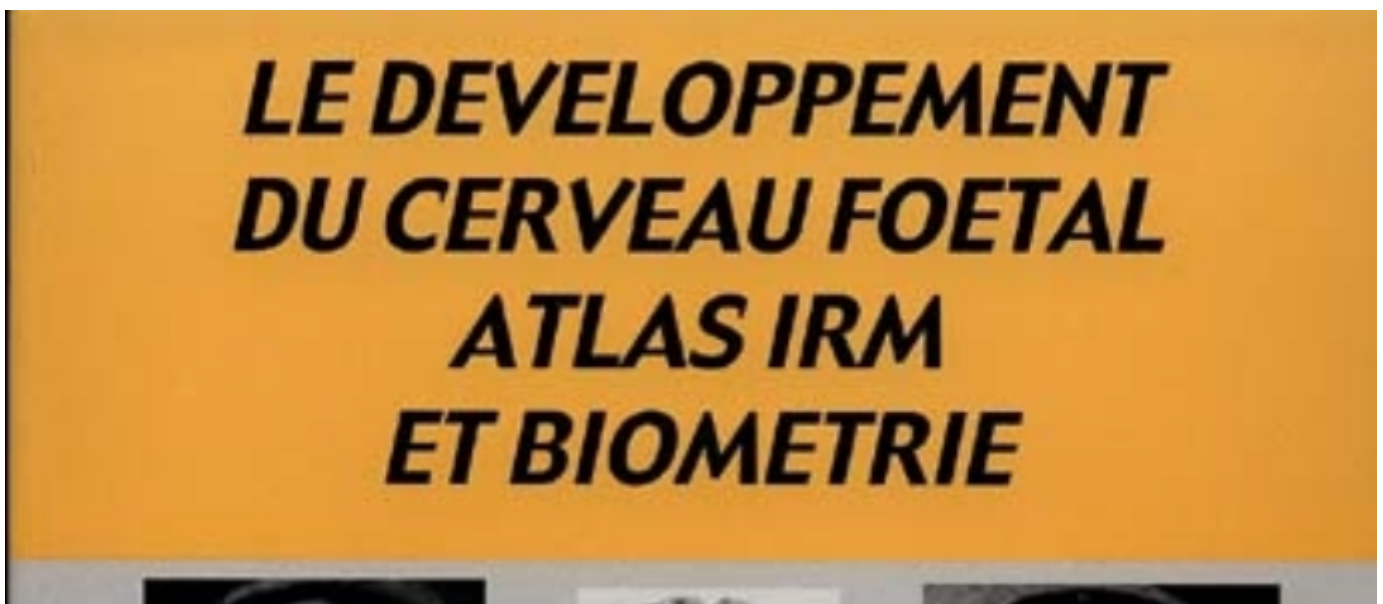 LE DEVELOPPEMENT
DU CERVEAU FOETAL
ATLAS IRM
ET BIOMETRIE